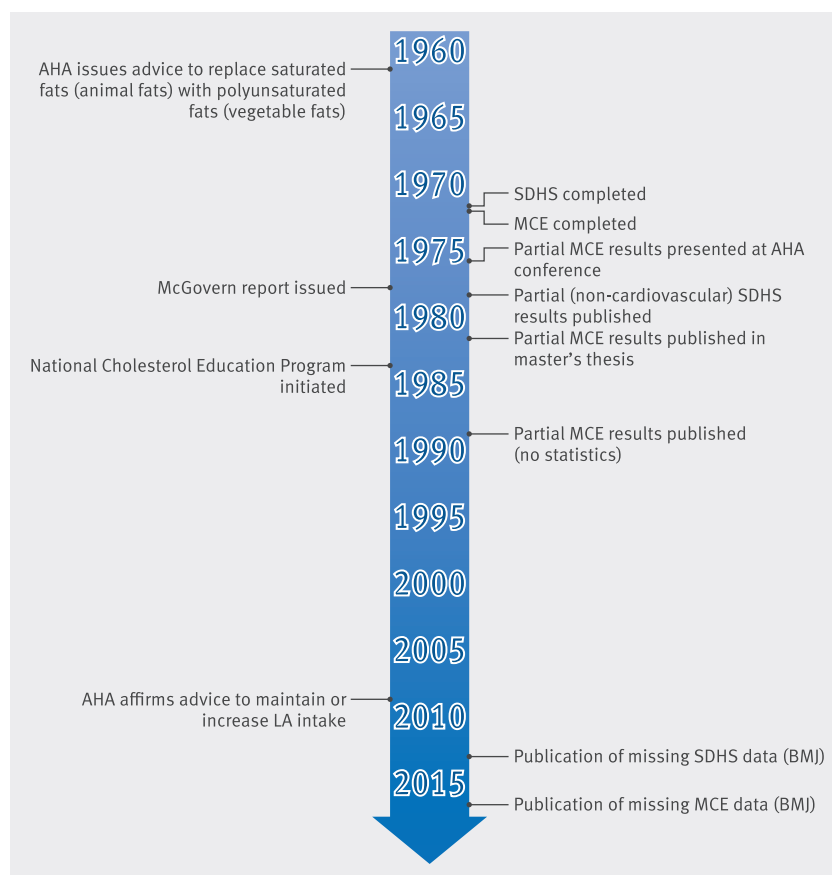 1960
AHA issues advice to replace saturated
fats (animal fats) with polyunsaturated
fats (vegetable fats)
1965
1970
SDHS completed
MCE completed
1975
Partial MCE results presented at AHA
conference
McGovern report issued
Partial (non-cardiovascular) SDHS
results published
1980
Partial MCE results published in
master’s thesis
National Cholesterol Education Program
initiated
1985
Partial MCE results published
(no statistics)
1990
1995
2000
2005
AHA affirms advice to maintain or
increase LA intake
2010
Publication of missing SDHS data (BMJ)
2015
Publication of missing MCE data (BMJ)